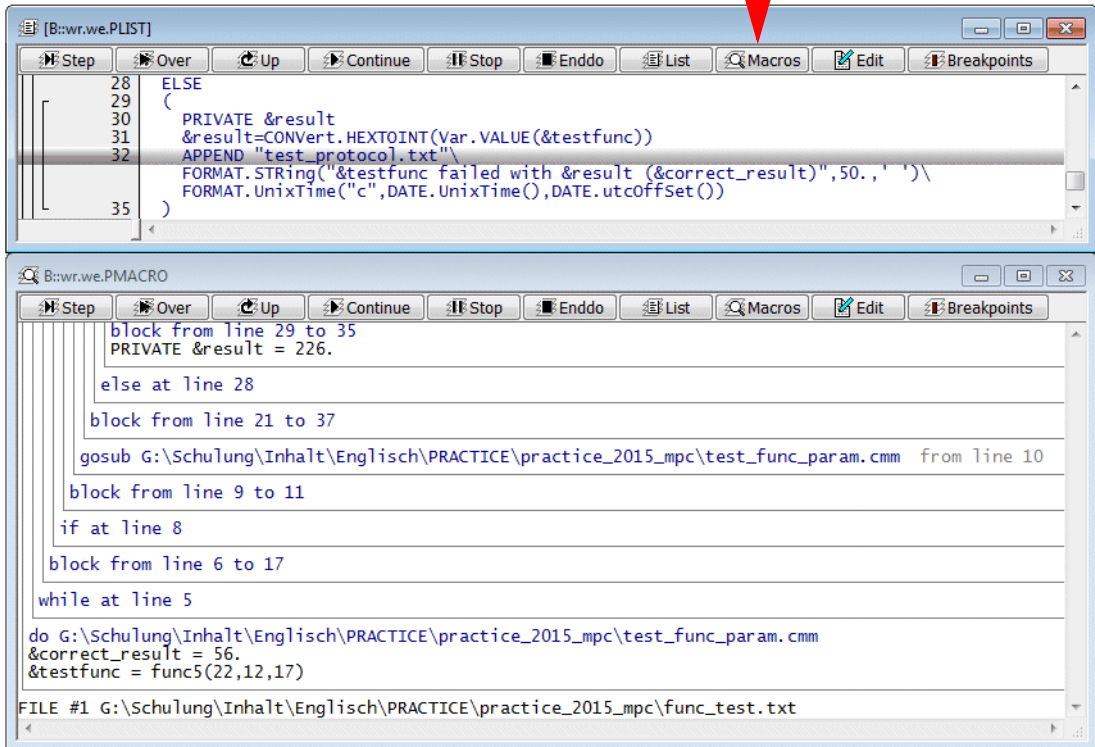 [B::wr.we.PLIST]
Step Over Up Continue Stop Enddo List Macros Edit Breakpoints
28 ELSE
29 (
30 PRIVATE &result
31 &result=CONVert.HEXTOINT(Var.VALUE(&testfunc))
32 APPEND "test_protocol.txt"\
FORMAT.STRing("&testfunc failed with &result (&correct_result)",50.,' ')\
FORMAT.UnixTime("c",DATE.UnixTime(),DATE.utcOffSet())
35 )
B::wr.we.PMACRO
Step Over Up Continue Stop Enddo List Macros Edit Breakpoints
block from line 29 to 35
PRIVATE &result = 226.
else at line 28
block from line 21 to 37
gosub G:\Schulung\Inhalt\Englisch\PRACTICE\practice_2015_mpc\test_func_param.cmm from line 10
block from line 9 to 11
if at line 8
block from line 6 to 17
while at line 5
do G:\Schulung\Inhalt\Englisch\PRACTICE\practice_2015_mpc\test_func_param.cmm
&correct_result = 56.
&testfunc = func5(22,12,17)
FILE #1 G:\Schulung\Inhalt\Englisch\PRACTICE\practice_2015_mpc\func_test.txt